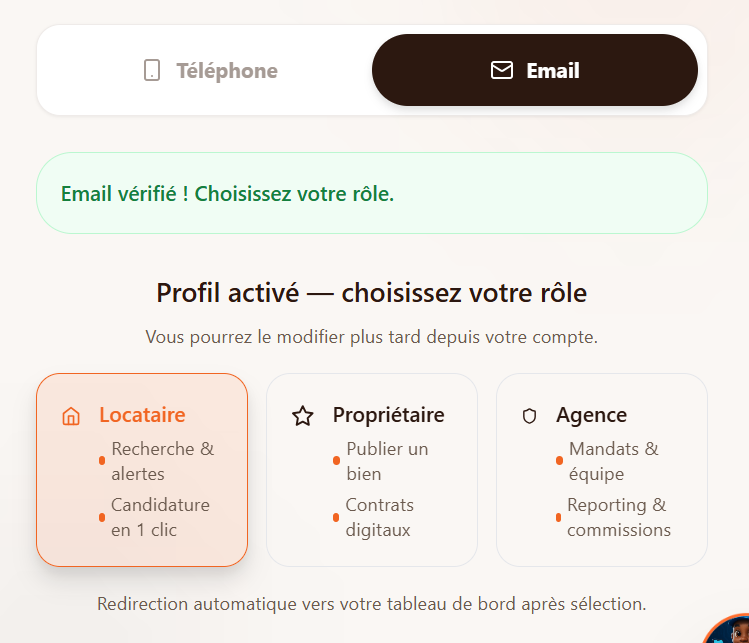 Téléphone
Email
Email vérifié ! Choisissez votre rôle.
Profil activé — choisissez votre rôle
Vous pourrez le modifier plus tard depuis votre compte.
Locataire
Recherche &
alertes
Candidature
en 1 clic
Propriétaire
Publier un
bien
Contrats
digitaux
Agence
Mandats &
équipe
Reporting &
commissions
Redirection automatique vers votre tableau de bord après sélection.